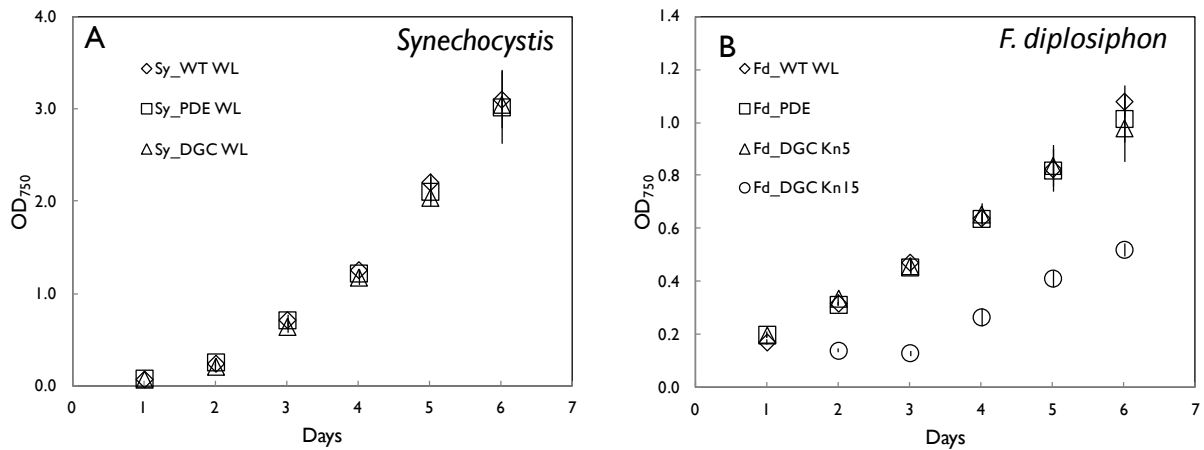 A
Synechocystis
Sy_WT WL
Sy_PDE WL
Sy_DGC WL
OD750
4.0
3.0
2.0
1.0
0.0
0 1 2 3 4 5 6 7
Days
B
F. diplosiphon
Fd_WT WL
Fd_PDE
Fd_DGC Kn5
Fd_DGC Kn15
OD750
1.4
1.2
1.0
0.8
0.6
0.4
0.2
0.0
0 1 2 3 4 5 6 7
Days